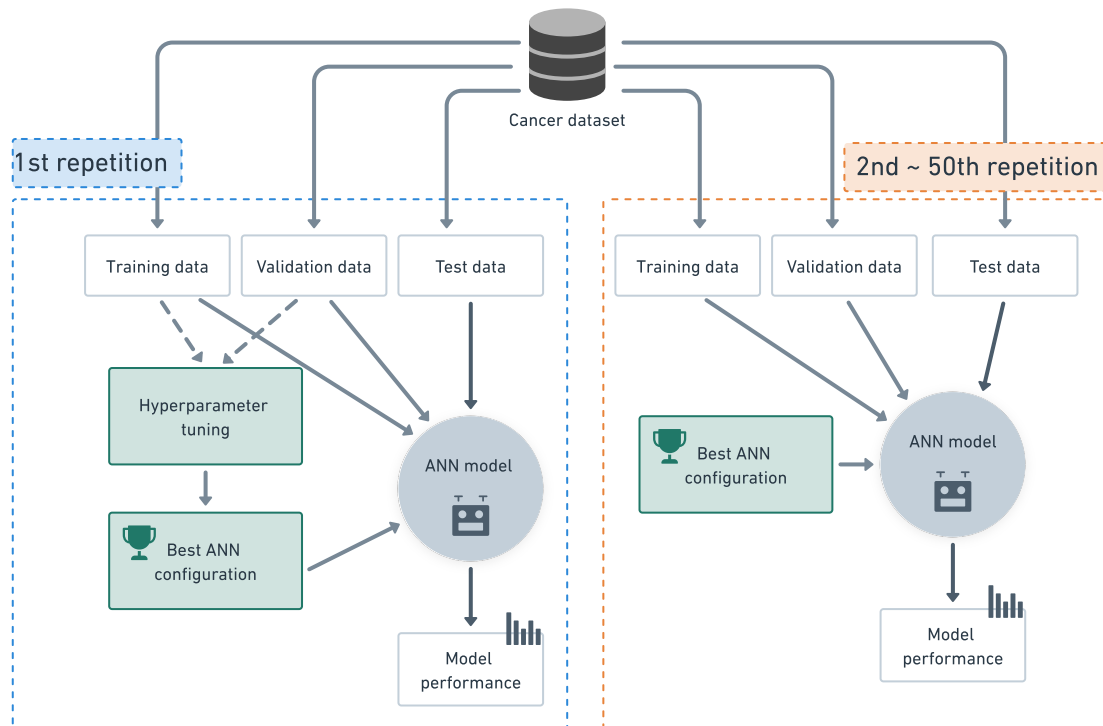 Cancer dataset
1st repetition
2nd ~ 50th repetition
Training data
Validation data
Test data
Training data
Validation data
Test data
Hyperparameter
tuning
ANN model
Best ANN
configuration
Model
performance
Best ANN
configuration
ANN model
Model
performance